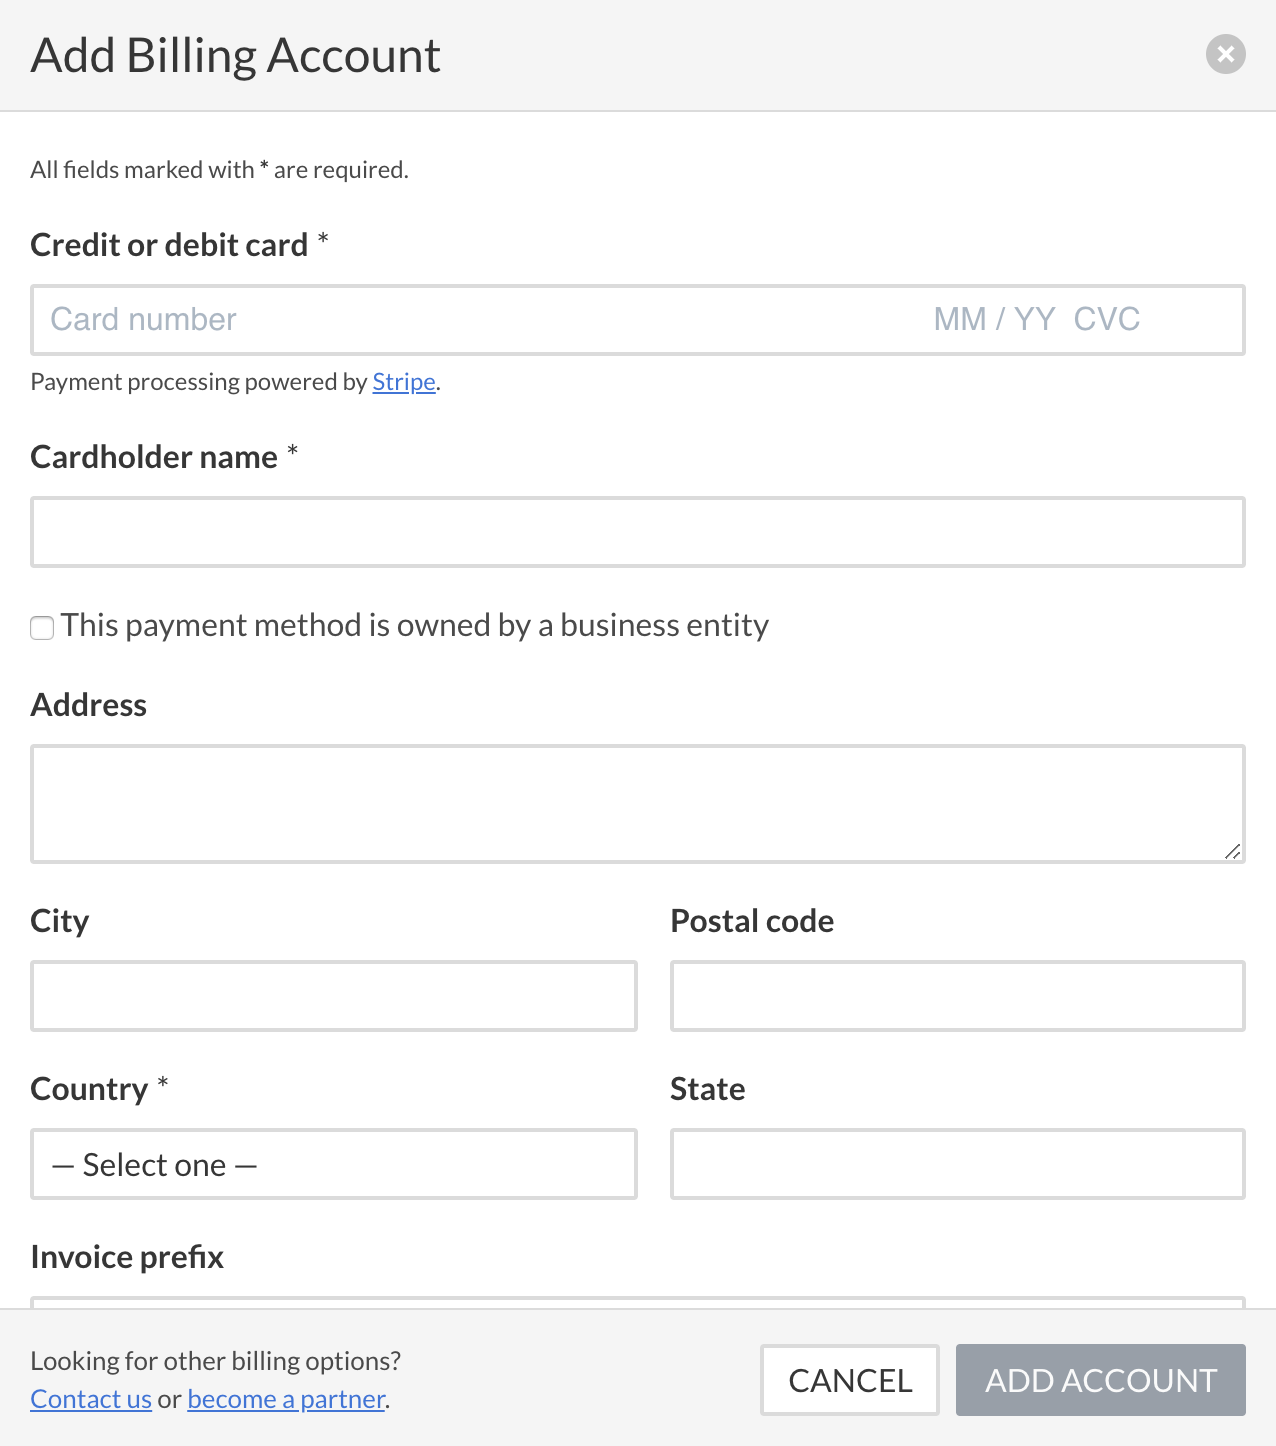 Add Billing Account
All fields marked with * are required.
Credit or debit card *
Card number MM / YY CVC
Payment processing powered by Stripe.
Cardholder name *
This payment method is owned by a business entity
Address
City Postal code
Country * State
— Select one —
Invoice prefix
Looking for other billing options?
Contact us or become a partner.
CANCEL ADD ACCOUNT